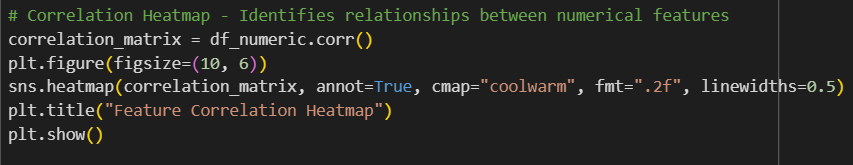 # Correlation Heatmap - Identifies relationships between numerical features
correlation_matrix = df_numeric.corr()
plt.figure(figsize=(10, 6))
sns.heatmap(correlation_matrix, annot=True, cmap="coolwarm", fmt=".2f", linewidths=0.5)
plt.title("Feature Correlation Heatmap")
plt.show()